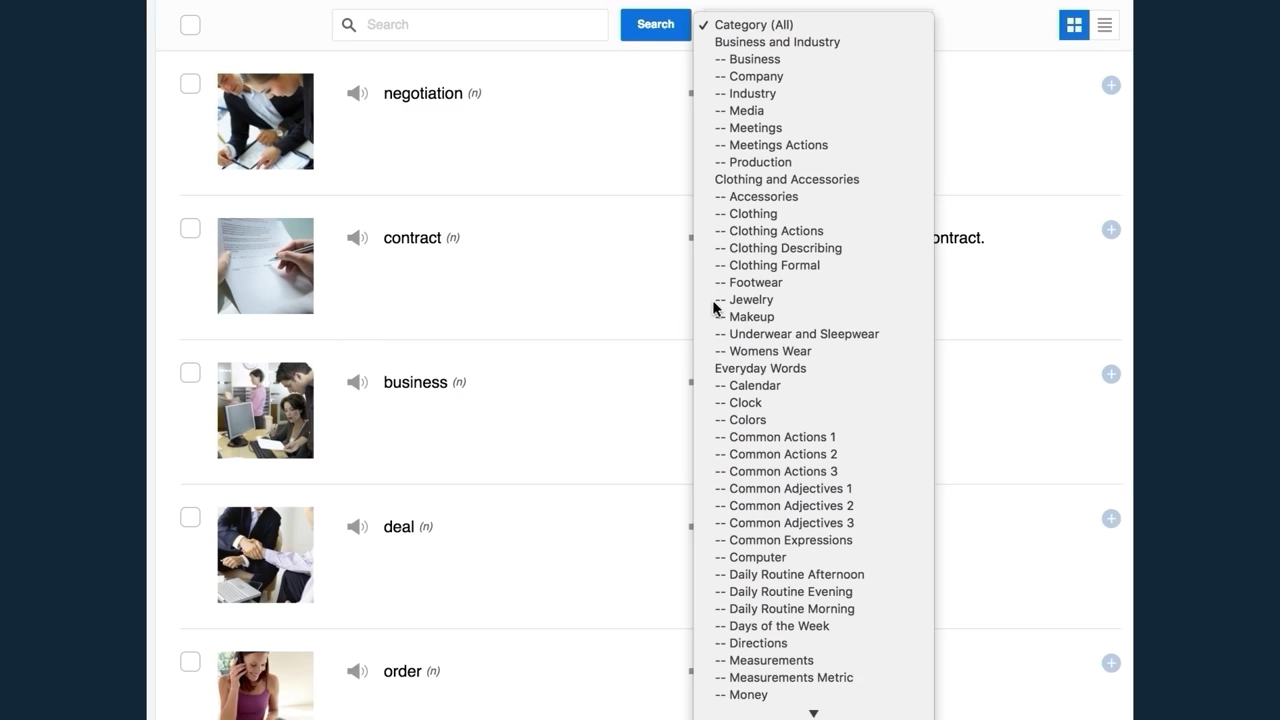 Search
Search
✓ Category (All)
Business and Industry
-- Business
-- Company
-- Industry
-- Media
-- Meetings
-- Meetings Actions
-- Production
Clothing and Accessories
-- Accessories
-- Clothing
-- Clothing Actions
-- Clothing Describing
-- Clothing Formal
-- Footwear
-- Jewelry
-- Makeup
-- Underwear and Sleepwear
-- Womens Wear
Everyday Words
-- Calendar
-- Clock
-- Colors
-- Common Actions 1
-- Common Actions 2
-- Common Actions 3
-- Common Adjectives 1
-- Common Adjectives 2
-- Common Adjectives 3
-- Common Expressions
-- Computer
-- Daily Routine Afternoon
-- Daily Routine Evening
-- Daily Routine Morning
-- Days of the Week
-- Directions
-- Measurements
-- Measurements Metric
-- Money
negotiation (n)
contract (n)
business (n)
deal (n)
order (n)